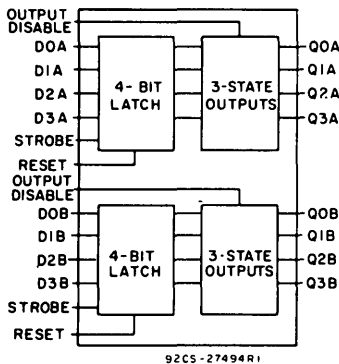 OUTPUT
DISABLE
D0A
D1A
D2A
D3A
STROBE
RESET
4-BIT
LATCH
3-STATE
OUTPUTS
Q0A
Q1A
Q2A
Q3A
OUTPUT
DISABLE
D0B
D1B
D2B
D3B
STROBE
RESET
4-BIT
LATCH
3-STATE
OUTPUTS
Q0B
Q1B
Q2B
Q3B
92CS-27494R1